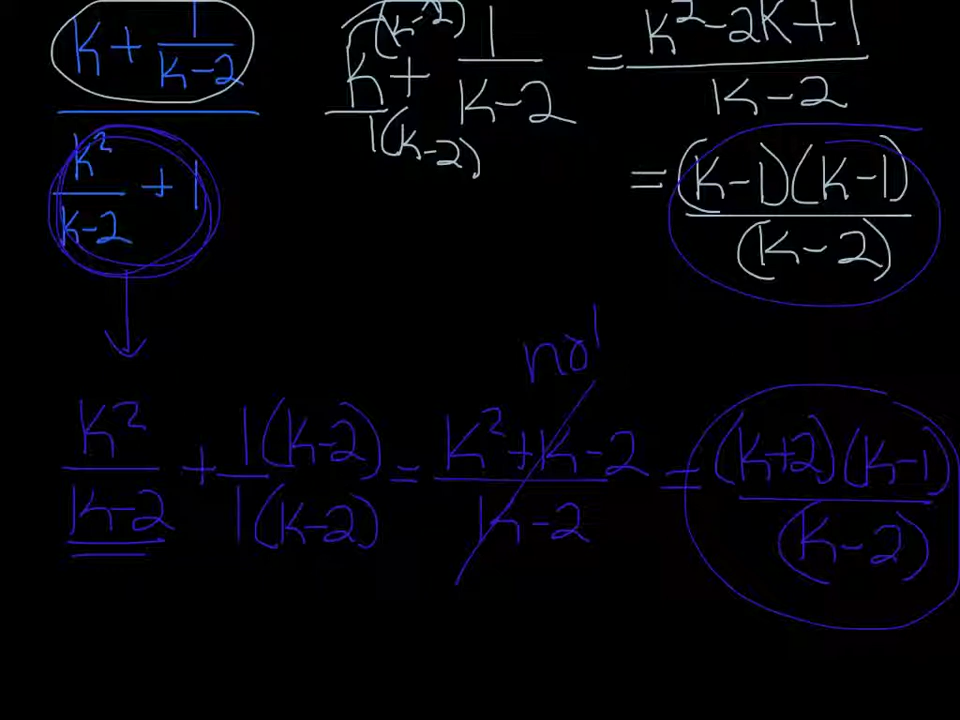 K + 1/(K-2)
K²/(K-2) + 1
K(K-2)/1(K-2) + 1/(K-2) = (K²-2K+1)/(K-2)
= (K-1)(K-1)/(K-2)
no!
K²/(K-2) + 1(K-2)/1(K-2) = (K²+K-2)/(K-2) = (K+2)(K-1)/(K-2)